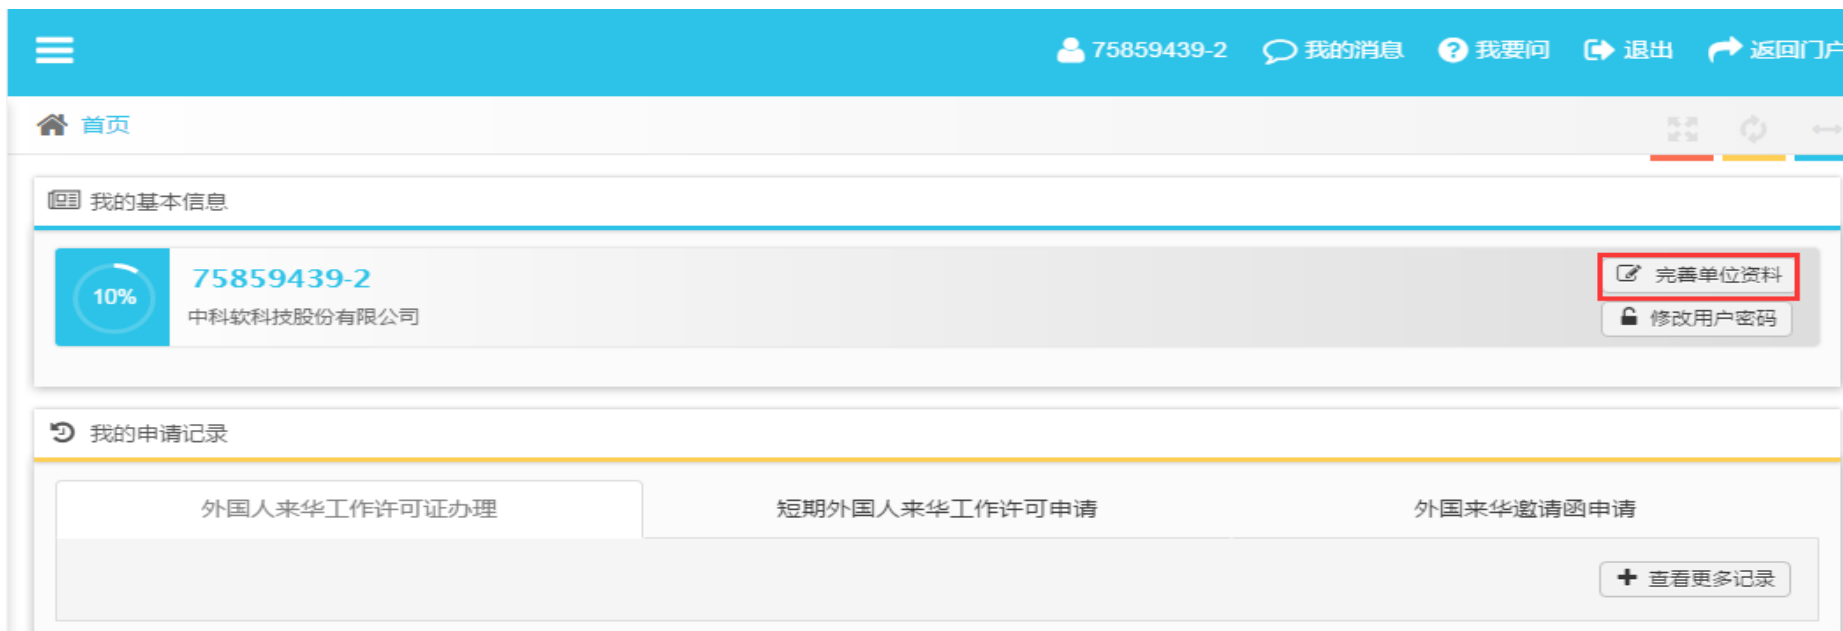 75859439-2 我的消息 我要问 退出 返回门户
首页
我的基本信息
10%
75859439-2
中科软科技股份有限公司
完善单位资料
修改用户密码
我的申请记录
外国人来华工作许可证办理 短期外国人来华工作许可申请 外国来华邀请函申请
查看更多记录